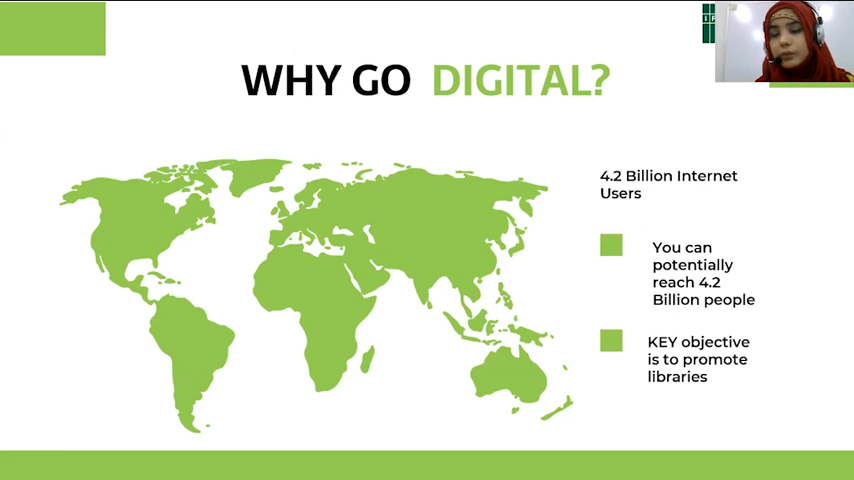 WHY GO DIGITAL?
4.2 Billion Internet
Users
You can
potentially
reach 4.2
Billion people
KEY objective
is to promote
libraries